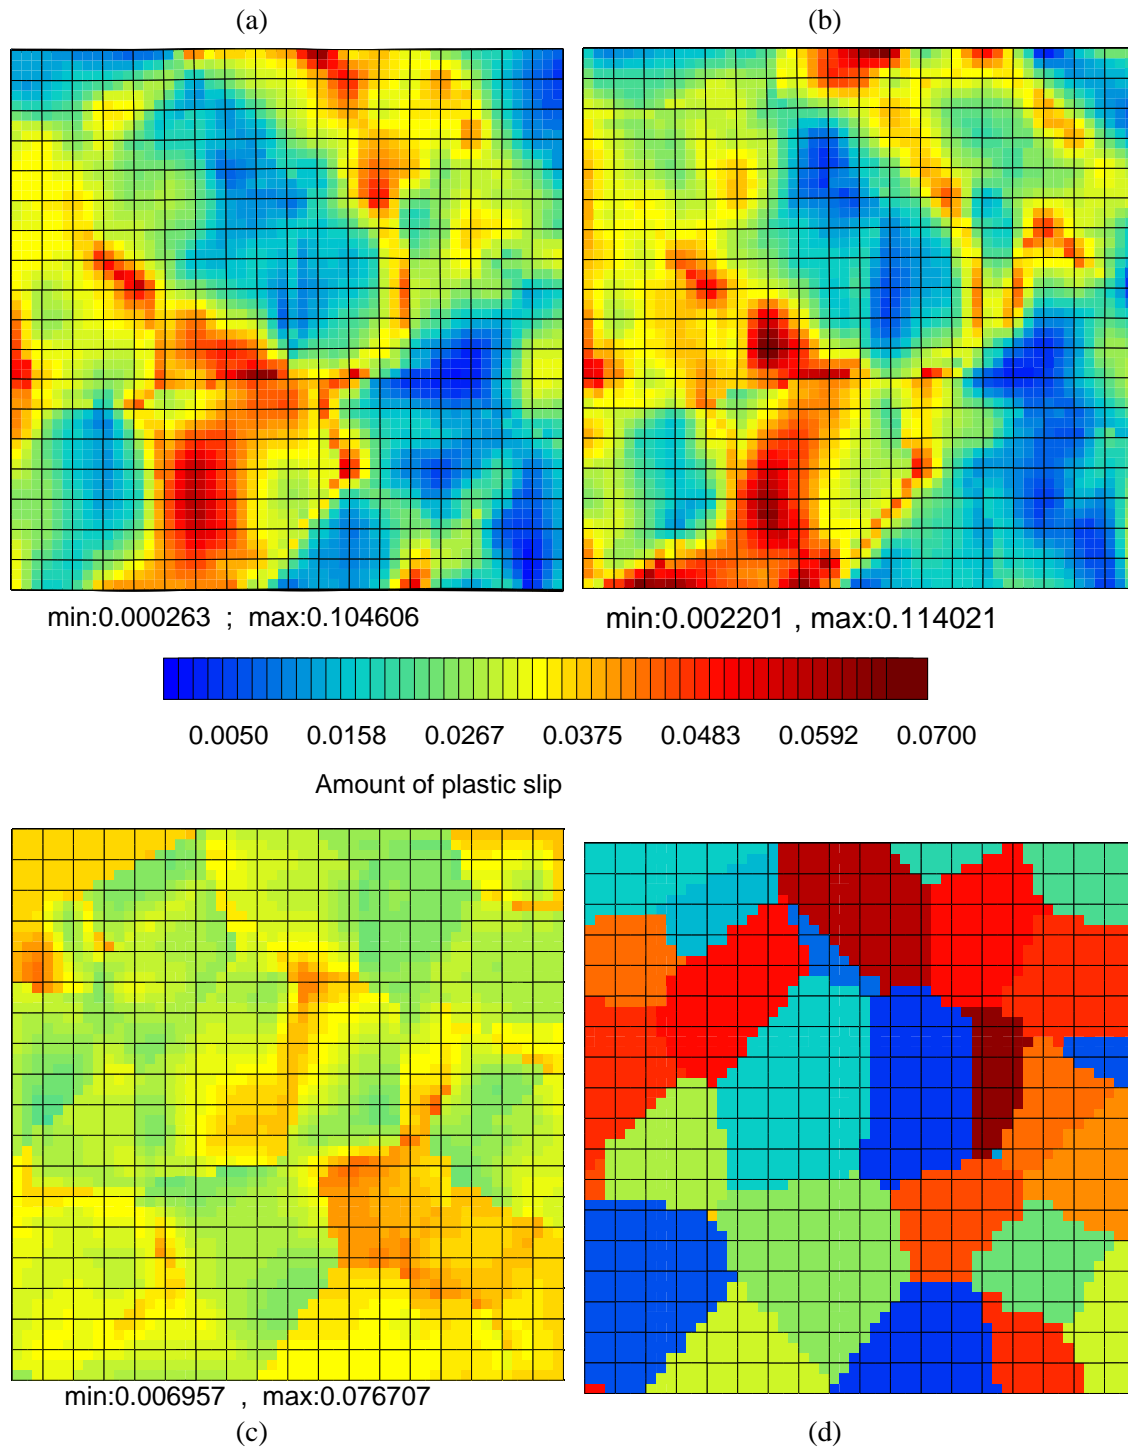 (a) (b)
min:0.000263 ; max:0.104606 min:0.002201 , max:0.114021
0.0050 0.0158 0.0267 0.0375 0.0483 0.0592 0.0700
Amount of plastic slip
min:0.006957 , max:0.076707
(c) (d)